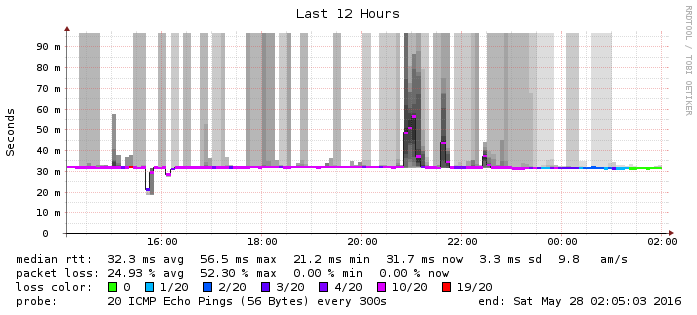 Last 12 Hours
RRDTOOL / TOBI OETIKER
Seconds
90 m
80 m
70 m
60 m
50 m
40 m
30 m
20 m
10 m
0
16:00 18:00 20:00 22:00 00:00 02:00
median rtt: 32.3 ms avg 56.5 ms max 21.2 ms min 31.7 ms now 3.3 ms sd 9.8 am/s
packet loss: 24.93 % avg 52.30 % max 0.00 % min 0.00 % now
loss color: 0 1/20 2/20 3/20 4/20 10/20 19/20
probe: 20 ICMP Echo Pings (56 Bytes) every 300s end: Sat May 28 02:05:03 2016